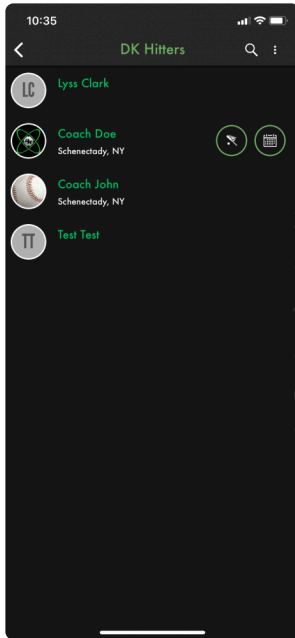 10:35
DK Hitters
LC
Lyss Clark
Coach Doe
Schenectady, NY
Coach John
Schenectady, NY
TT
Test Test